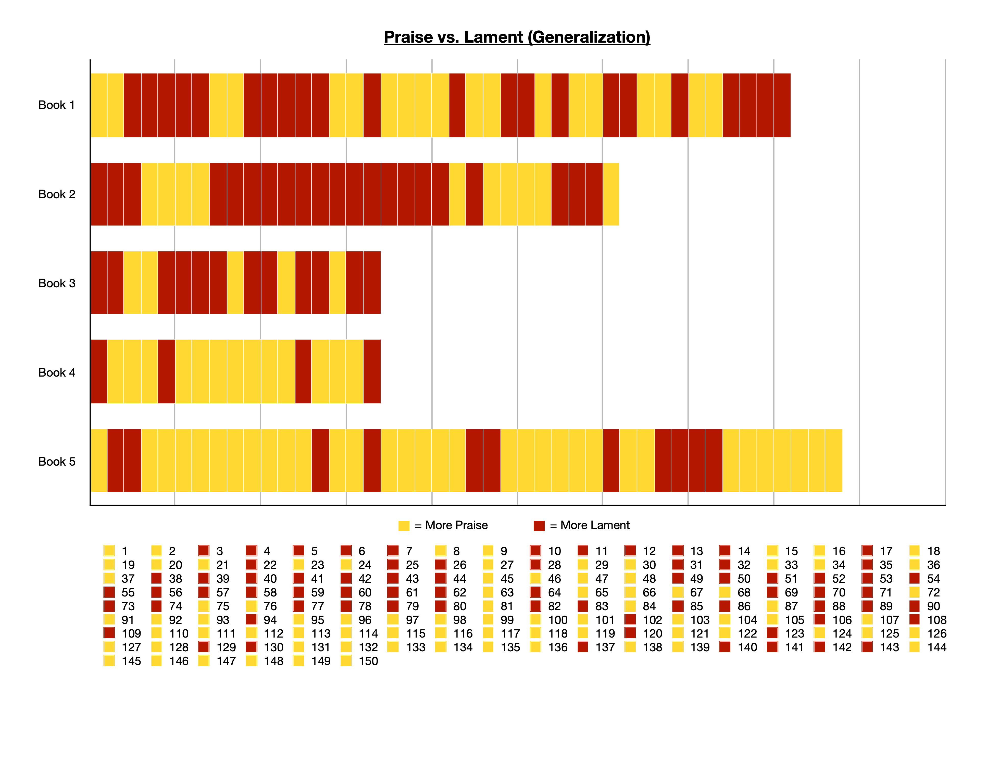 Praise vs. Lament (Generalization)
Book 1
Book 2
Book 3
Book 4
Book 5
= More Praise = More Lament
1 2 3 4 5 6 7 8 9 10 11 12 13 14 15 16 17 18
19 20 21 22 23 24 25 26 27 28 29 30 31 32 33 34 35 36
37 38 39 40 41 42 43 44 45 46 47 48 49 50 51 52 53 54
55 56 57 58 59 60 61 62 63 64 65 66 67 68 69 70 71 72
73 74 75 76 77 78 79 80 81 82 83 84 85 86 87 88 89 90
91 92 93 94 95 96 97 98 99 100 101 102 103 104 105 106 107 108
109 110 111 112 113 114 115 116 117 118 119 120 121 122 123 124 125 126
127 128 129 130 131 132 133 134 135 136 137 138 139 140 141 142 143 144
145 146 147 148 149 150